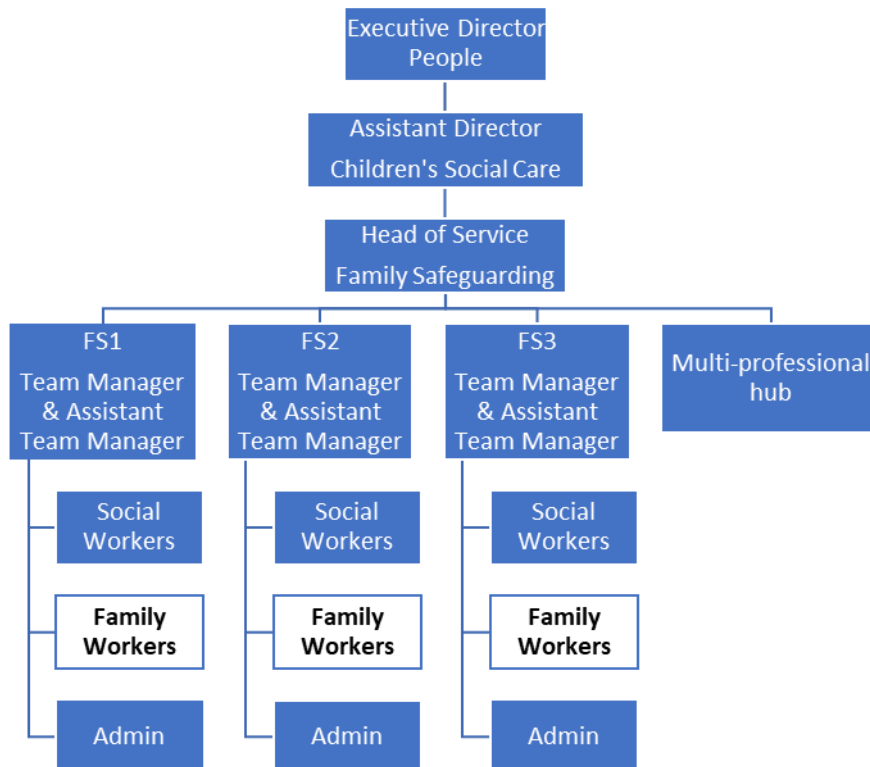 Executive Director
People
Assistant Director
Children's Social Care
Head of Service
Family Safeguarding
FS1
Team Manager
& Assistant
Team Manager
FS2
Team Manager
& Assistant
Team Manager
FS3
Team Manager
& Assistant
Team Manager
Multi-professional
hub
Social
Workers
Social
Workers
Social
Workers
Family
Workers
Family
Workers
Family
Workers
Admin
Admin
Admin